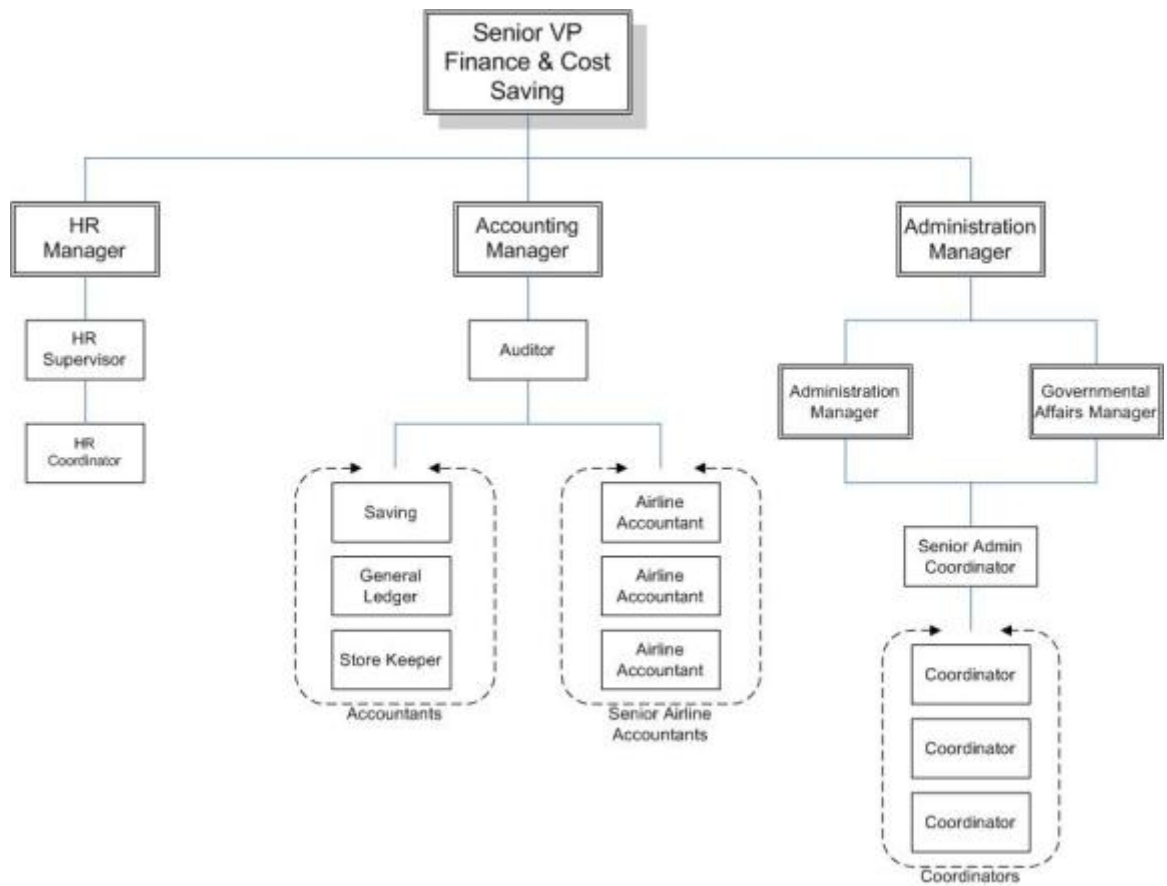 Senior VP
Finance & Cost
Saving
HR
Manager
Accounting
Manager
Administration
Manager
HR
Supervisor
Auditor
Administration
Manager
Governmental
Affairs Manager
HR
Coordinator
Saving
General
Ledger
Store Keeper
Accountants
Airline
Accountant
Airline
Accountant
Airline
Accountant
Senior Airline
Accountants
Senior Admin
Coordinator
Coordinator
Coordinator
Coordinator
Coordinators